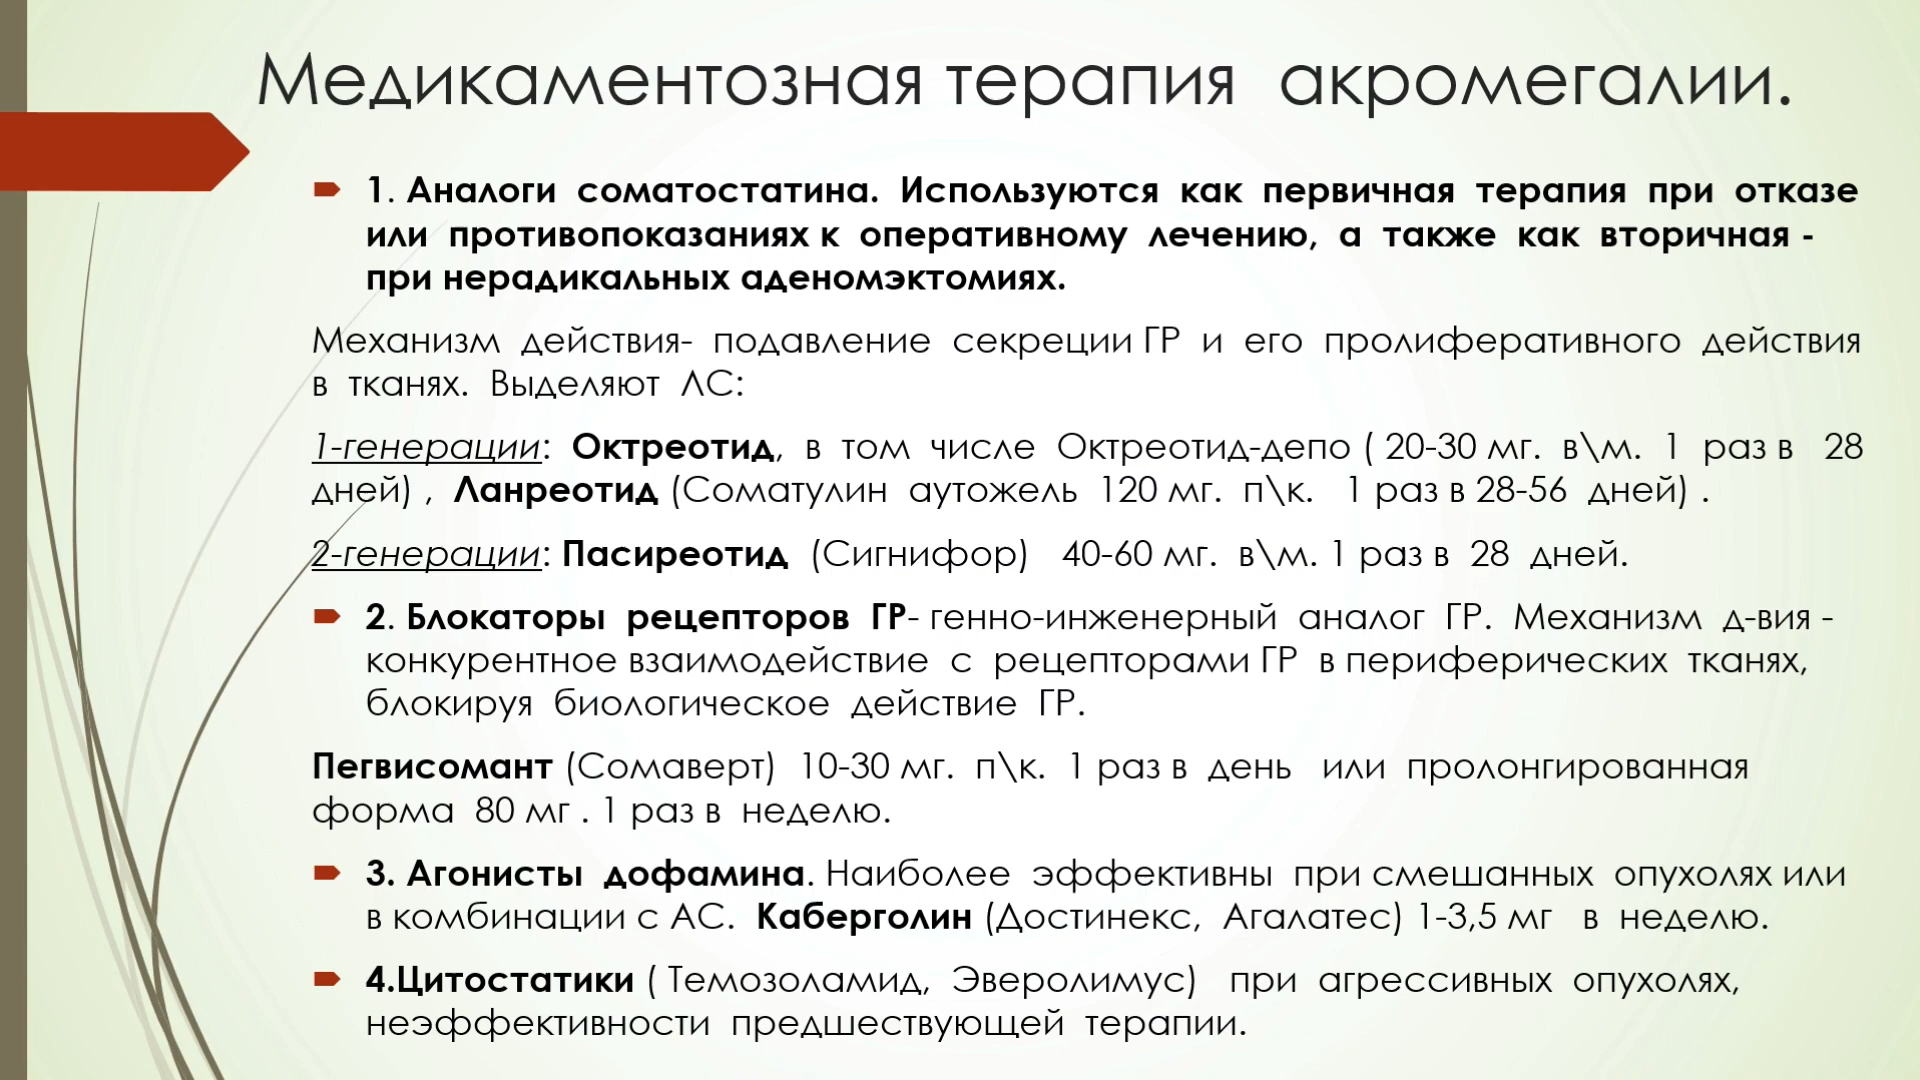 Медикаментозная терапия акромегалии.
1. Аналоги соматостатина. Используются как первичная терапия при отказе
или противопоказаниях к оперативному лечению, а также как вторичная -
при нерадикальных аденомэктомиях.
Механизм действия- подавление секреции ГР и его пролиферативного действия
в тканях. Выделяют ЛС:
1-генерации: Октреотид, в том числе Октреотид-депо ( 20-30 мг. в\м. 1 раз в 28
дней) , Ланреотид (Соматулин аутожель 120 мг. п\к. 1 раз в 28-56 дней) .
2-генерации: Пасиреотид (Сигнифор) 40-60 мг. в\м. 1 раз в 28 дней.
2. Блокаторы рецепторов ГР- генно-инженерный аналог ГР. Механизм д-вия -
конкурентное взаимодействие с рецепторами ГР в периферических тканях,
блокируя биологическое действие ГР.
Пегвисомант (Сомаверт) 10-30 мг. п\к. 1 раз в день или пролонгированная
форма 80 мг . 1 раз в неделю.
3. Агонисты дофамина. Наиболее эффективны при смешанных опухолях или
в комбинации с АС. Каберголин (Достинекс, Агалатес) 1-3,5 мг в неделю.
4.Цитостатики ( Темозоламид, Эверолимус) при агрессивных опухолях,
неэффективности предшествующей терапии.